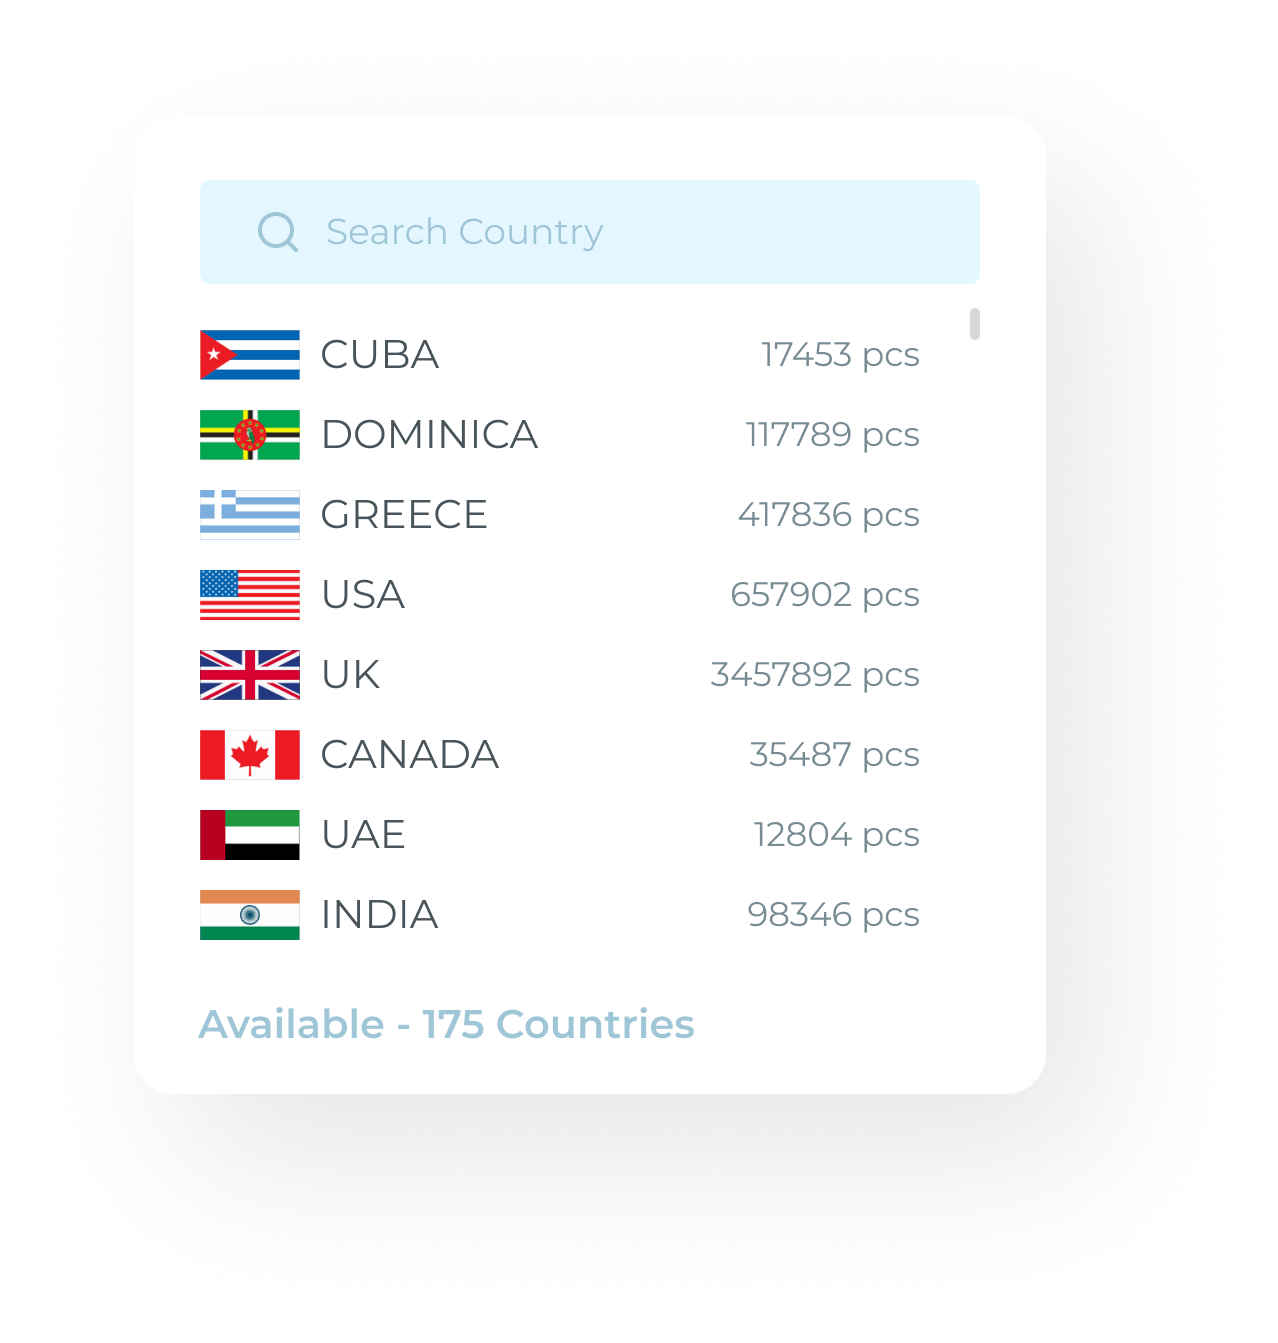 Search Country
CUBA 17453 pcs
DOMINICA 117789 pcs
GREECE 417836 pcs
USA 657902 pcs
UK 3457892 pcs
CANADA 35487 pcs
UAE 12804 pcs
INDIA 98346 pcs
Available - 175 Countries